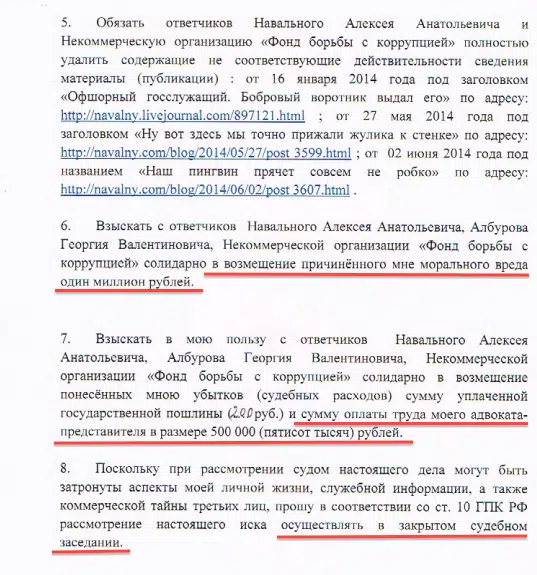 5. Обязать ответчиков Навального Алексея Анатольевича и
Некоммерческую организацию «Фонд борьбы с коррупцией» полностью
удалить содержащие не соответствующие действительности сведения
материалы (публикации) : от 16 января 2014 года под заголовком
«Офшорный госслужащий. Бобровый воротник выдал его» по адресу:
http://navalny.livejournal.com/897121.html ; от 27 мая 2014 года под
заголовком «Ну вот здесь мы точно прижали жулика к стенке» по адресу:
http://navalny.com/blog/2014/05/27/post 3599.html ; от 02 июня 2014 года под
названием «Наш пингвин прячет совсем не робко» по адресу:
http://navalny.com/blog/2014/06/02/post 3607.html .
6. Взыскать с ответчиков Навального Алексея Анатольевича, Албурова
Георгия Валентиновича, Некоммерческой организации «Фонд борьбы с
коррупцией» солидарно в возмещение причинённого мне морального вреда
один миллион рублей.
7. Взыскать в мою пользу с ответчиков Навального Алексея
Анатольевича, Албурова Георгия Валентиновича, Некоммерческой
организации «Фонд борьбы с коррупцией» солидарно в возмещение
понесённых мною убытков (судебных расходов) сумму уплаченной
государственной пошлины (200 руб.) и сумму оплаты труда моего адвоката-
представителя в размере 500 000 (пятисот тысяч) рублей.
8. Поскольку при рассмотрении судом настоящего дела могут быть
затронуты аспекты моей личной жизни, служебной информации, а также
коммерческой тайны третьих лиц, прошу в соответствии со ст. 10 ГПК РФ
рассмотрение настоящего иска осуществлять в закрытом судебном
заседании.